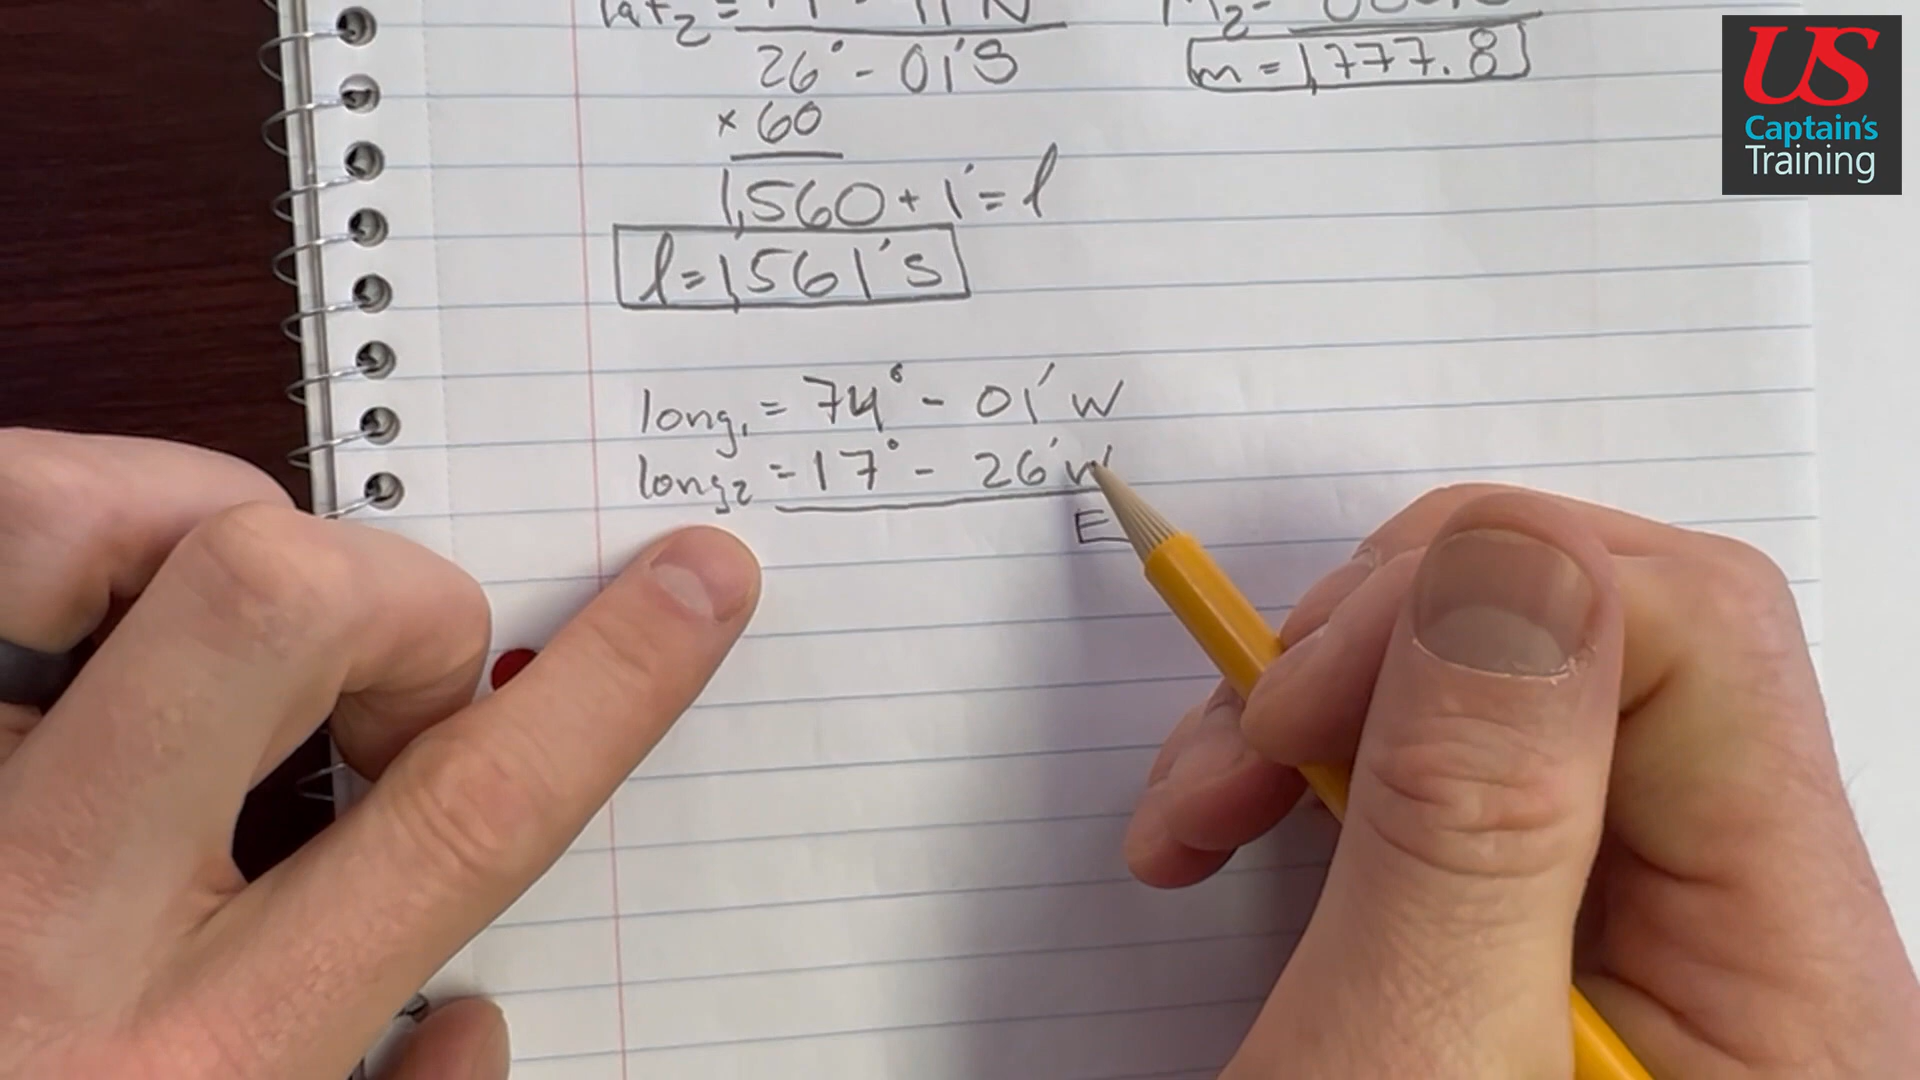 lat₂ =
m = 1,777.8
26° - 01'S
× 60
1,560 + 1' = l
l = 1,561'S
long₁ = 74° - 01' W
long₂ = 17° - 26' W
E
US
Captain's
Training